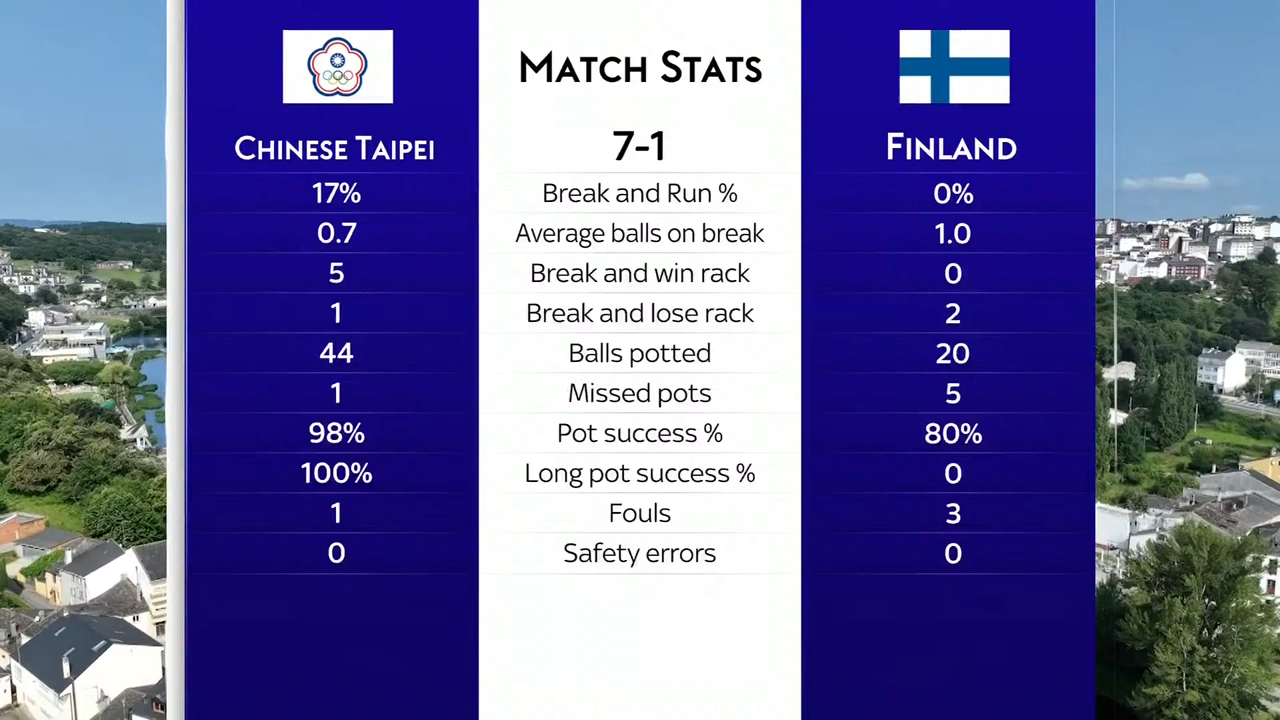 MATCH STATS
CHINESE TAIPEI 7-1 FINLAND
17% Break and Run % 0%
0.7 Average balls on break 1.0
5 Break and win rack 0
1 Break and lose rack 2
44 Balls potted 20
1 Missed pots 5
98% Pot success % 80%
100% Long pot success % 0
1 Fouls 3
0 Safety errors 0